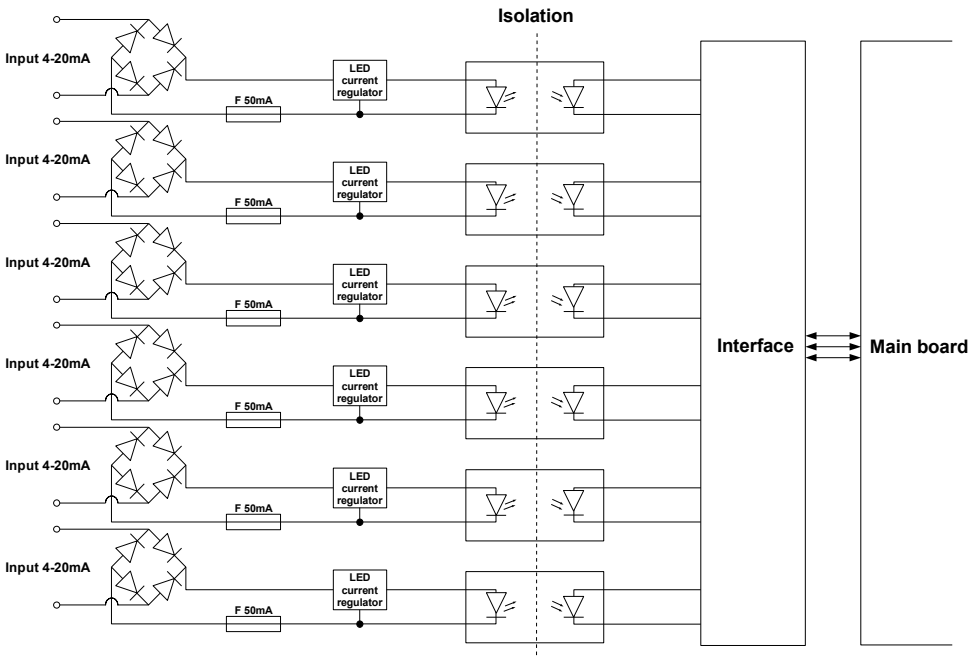 Isolation
Input 4-20mA
LED
current
regulator
F 50mA
Input 4-20mA
LED
current
regulator
F 50mA
Input 4-20mA
LED
current
regulator
F 50mA
Interface
Main board
Input 4-20mA
LED
current
regulator
F 50mA
Input 4-20mA
LED
current
regulator
F 50mA
Input 4-20mA
LED
current
regulator
F 50mA